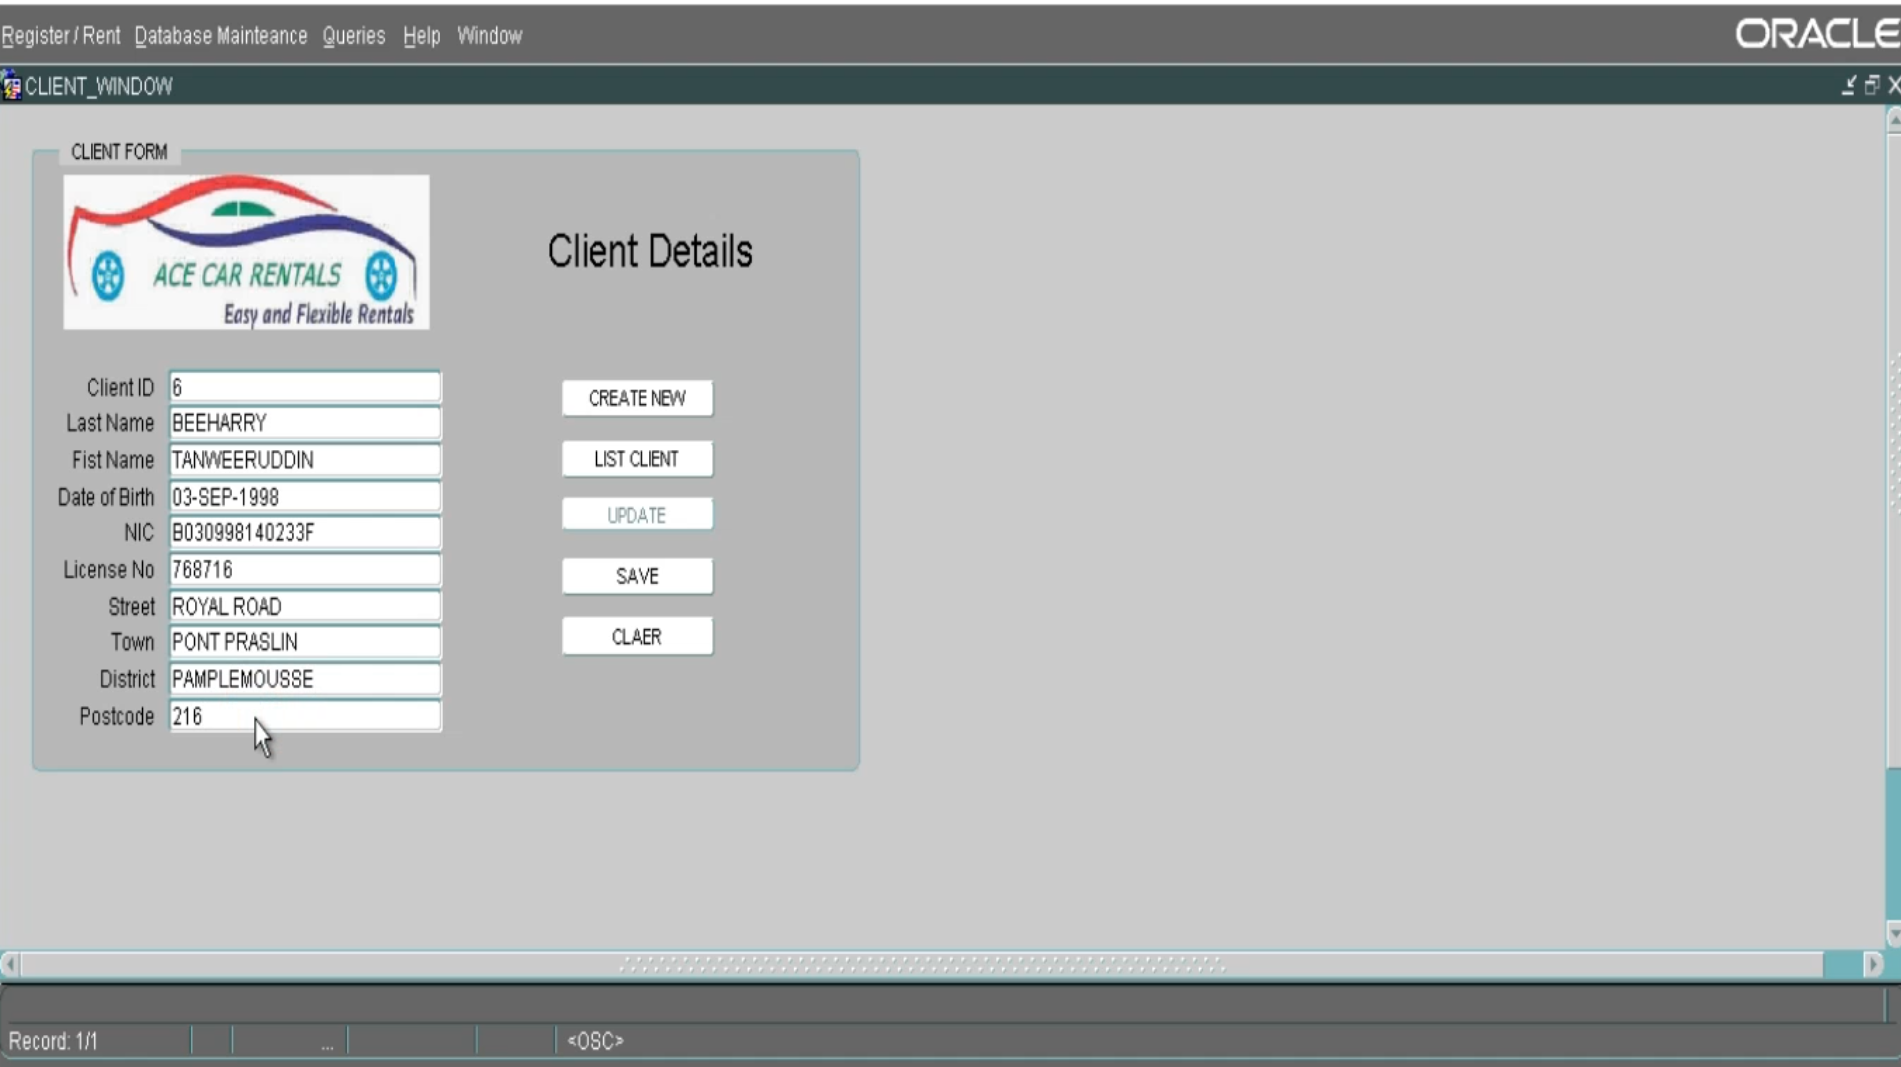 Register / Rent Database Mainteance Queries Help Window
ORACLE
CLIENT_WINDOW
CLIENT FORM
ACE CAR RENTALS
Easy and Flexible Rentals
Client Details
Client ID 6
Last Name BEEHARRY
Fist Name TANWEERUDDIN
Date of Birth 03-SEP-1998
NIC B030998140233F
License No 768716
Street ROYAL ROAD
Town PONT PRASLIN
District PAMPLEMOUSSE
Postcode 216
CREATE NEW
LIST CLIENT
UPDATE
SAVE
CLAER
Record: 1/1 ... <OSC>